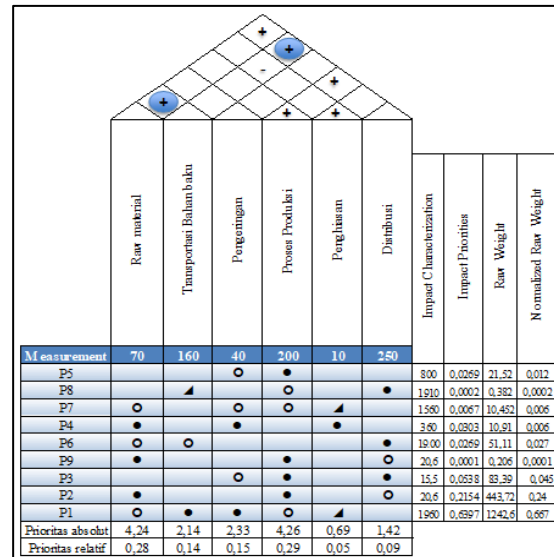 +
+
-
+
+
+
+
Raw material
Transportasi Bahan baku
Pengeringan
Proses Produksi
Penghiasan
Distribusi
Impact Characterization
Impact Priorities
Raw Weight
Normalized Raw Weight
Measurement 70 160 40 200 10 250
P5 800 0,0269 21,52 0,012
P8 1910 0,0002 0,382 0,0002
P7 1560 0,0067 10,452 0,006
P4 360 0,0303 10,91 0,006
P6 1900 0,0269 51,11 0,027
P9 20,6 0,0001 0,206 0,0001
P3 15,5 0,0538 83,39 0,045
P2 20,6 0,2154 443,72 0,24
P1 1960 0,6397 1242,6 0,667
Prioritas absolut 4,24 2,14 2,33 4,26 0,69 1,42
Prioritas relatif 0,28 0,14 0,15 0,29 0,05 0,09